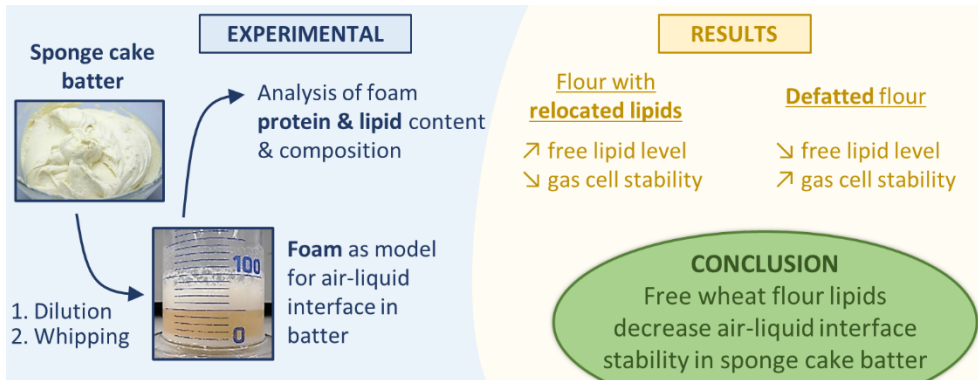 EXPERIMENTAL
Sponge cake
batter
Analysis of foam
protein & lipid content
& composition
1. Dilution
2. Whipping
100
0
Foam as model
for air-liquid
interface in
batter
RESULTS
Flour with
relocated lipids
↗ free lipid level
↘ gas cell stability
Defatted flour
↘ free lipid level
↗ gas cell stability
CONCLUSION
Free wheat flour lipids
decrease air-liquid interface
stability in sponge cake batter